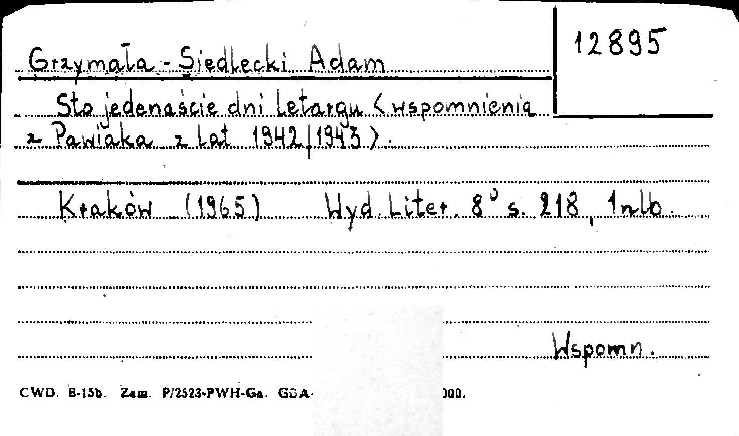 12895
Grzymała-Siedlecki Adam
Sto jedenaście dni letargu (wspomnienia
z Pawiaka z lat 1942/1943).
Kraków (1965) Wyd. Liter. 8° s. 218, 1 nlb.
Wspomn.
CWD. B-15b. Zam. P/2523-PWH-Ga. GDA- 000.